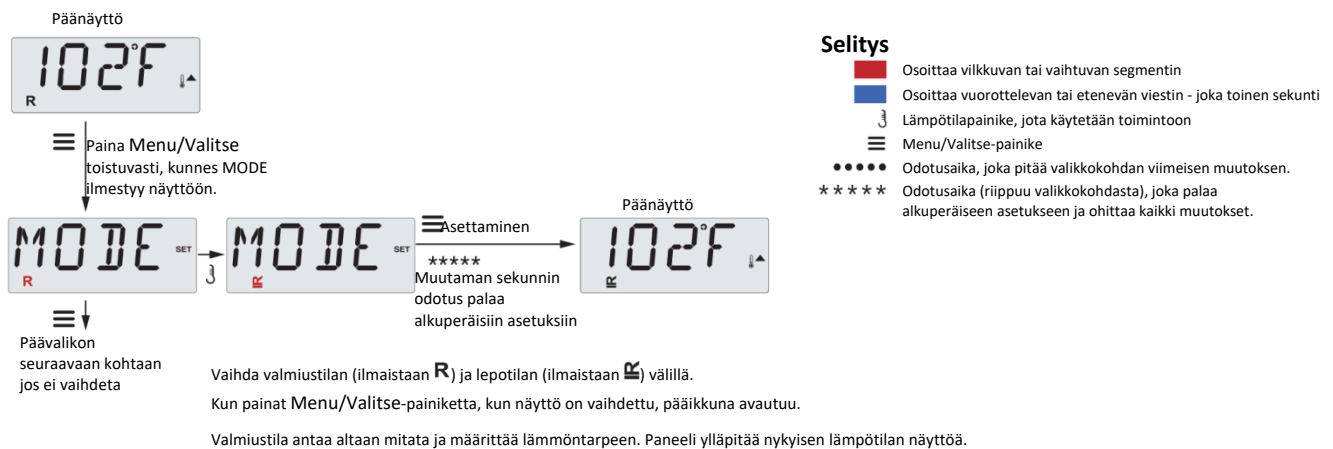 Päänäyttö
102°F
R
Paina Menu/Valitse
toistuvasti, kunnes MODE
ilmestyy näyttöön.
MODE SET
R
MODE SET
R
Asettaminen
*****
Muutaman sekunnin
odotus palaa
alkuperäisiin asetuksiin
Päänäyttö
102°F
R
Päävalikon
seuraavaan kohtaan
jos ei vaihdeta
Selitys
Osoittaa vilkkuvan tai vaihtuvan segmentin
Osoittaa vuorottelevan tai etenevän viestin - joka toinen sekunti
Lämpötilapainike, jota käytetään toimintoon
Menu/Valitse-painike
●●●●● Odotusaika, joka pitää valikkokohdan viimeisen muutoksen.
***** Odotusaika (riippuu valikkokohdasta), joka palaa
alkuperäiseen asetukseen ja ohittaa kaikki muutokset.
Vaihda valmiustilan (ilmaistaan R) ja lepotilan (ilmaistaan R) välillä.
Kun painat Menu/Valitse-painiketta, kun näyttö on vaihdettu, pääikkuna avautuu.
Valmiustila antaa altaan mitata ja määrittää lämmöntarpeen. Paneeli ylläpitää nykyisen lämpötilan näyttöä.